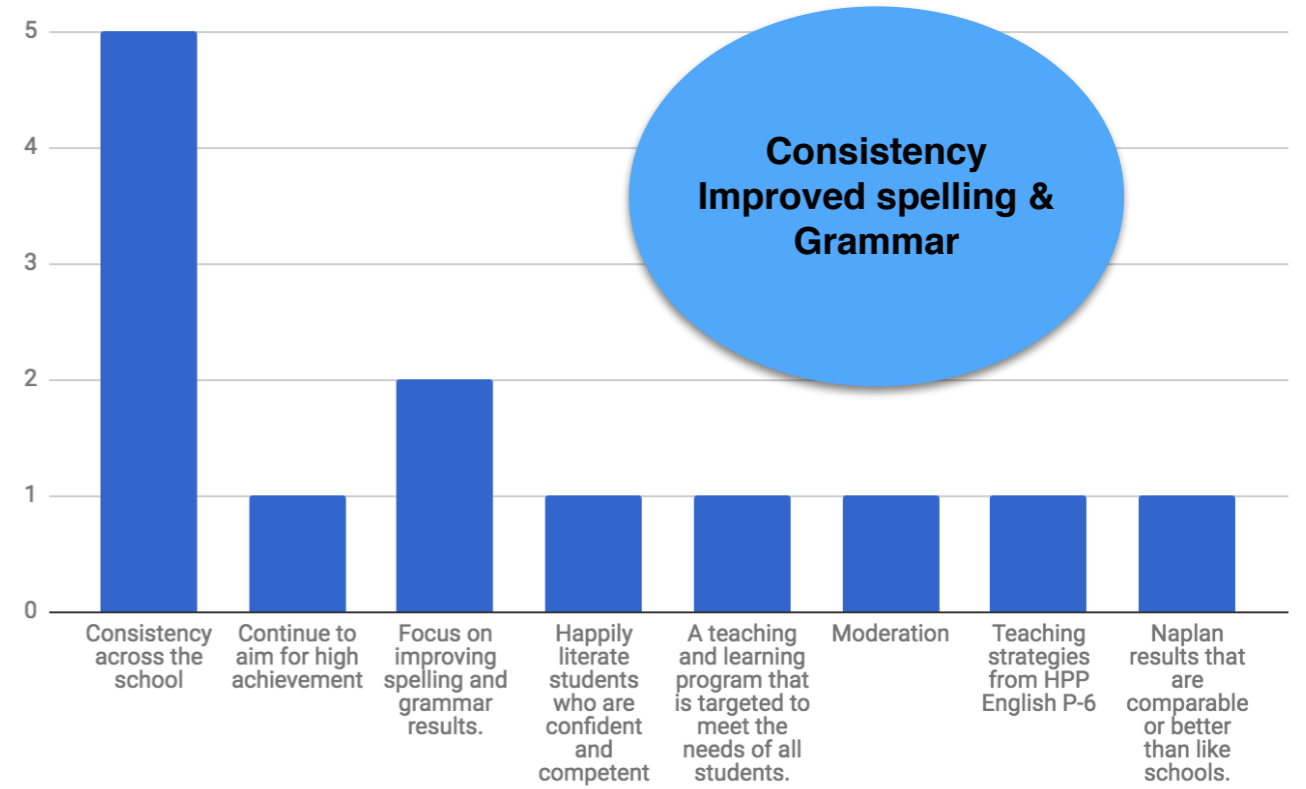 5
4
3
2
1
0
Consistency
Improved spelling &
Grammar
Consistency
across the
school
Continue to
aim for high
achievement
Focus on
improving
spelling and
grammar
results.
Happily
literate
students
who are
confident
and
competent
A teaching
and learning
program that
is targeted to
meet the
needs of all
students.
Moderation
Teaching
strategies
from HPP
English P-6
Naplan
results that
are
comparable
or better
than like
schools.